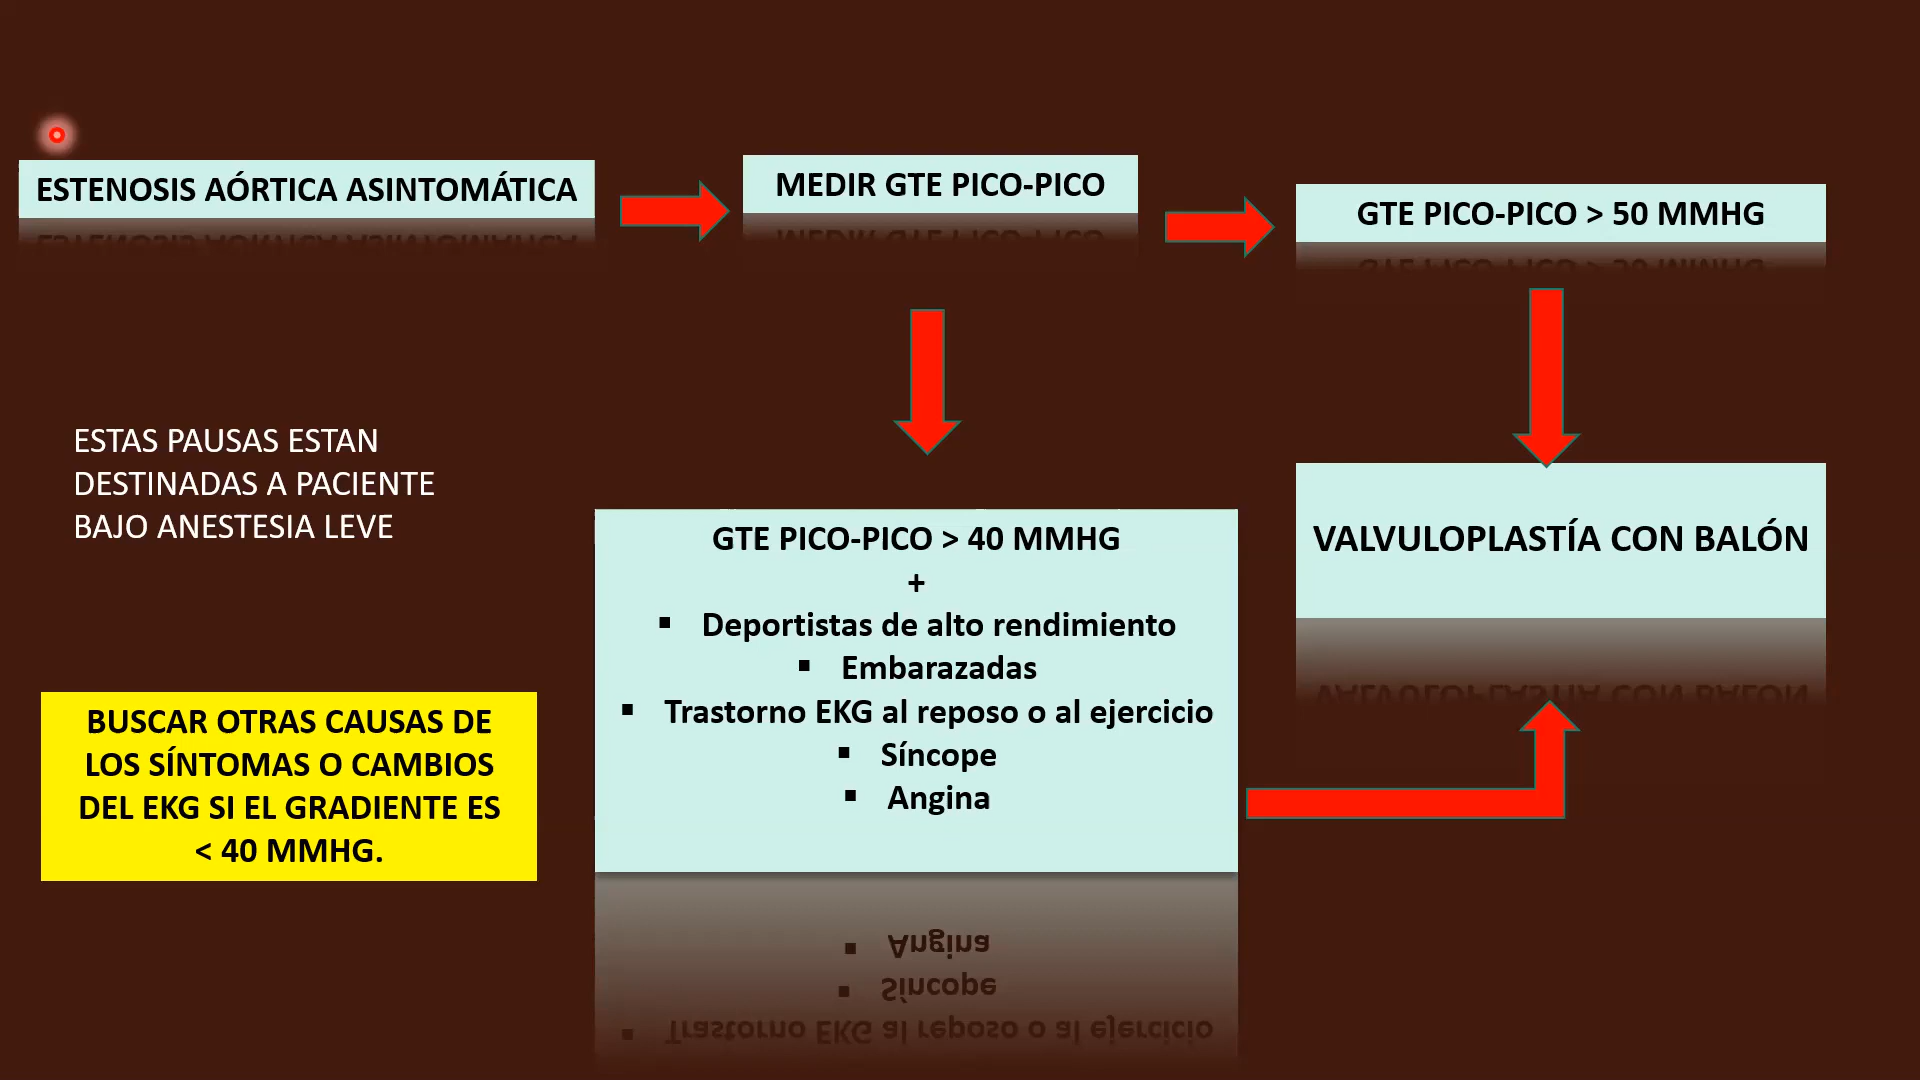 ESTENOSIS AÓRTICA ASINTOMÁTICA
MEDIR GTE PICO-PICO
GTE PICO-PICO > 50 MMHG
ESTAS PAUSAS ESTAN
DESTINADAS A PACIENTE
BAJO ANESTESIA LEVE
GTE PICO-PICO > 40 MMHG
+
▪ Deportistas de alto rendimiento
▪ Embarazadas
▪ Trastorno EKG al reposo o al ejercicio
▪ Síncope
▪ Angina
VALVULOPLASTÍA CON BALÓN
BUSCAR OTRAS CAUSAS DE
LOS SÍNTOMAS O CAMBIOS
DEL EKG SI EL GRADIENTE ES
< 40 MMHG.